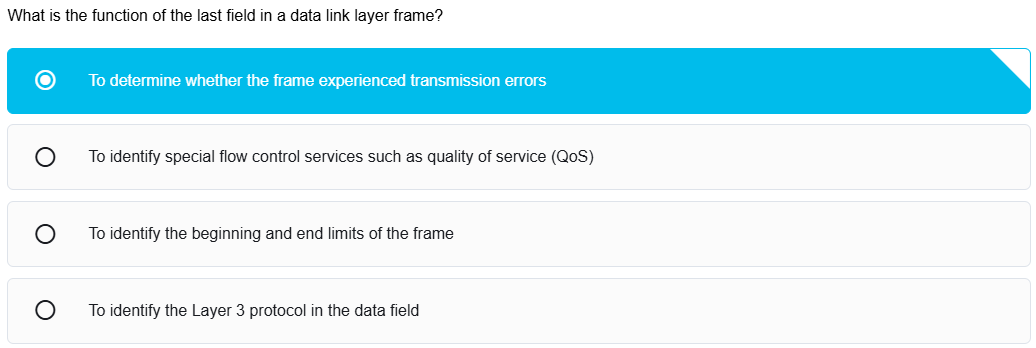 What is the function of the last field in a data link layer frame?
To determine whether the frame experienced transmission errors
To identify special flow control services such as quality of service (QoS)
To identify the beginning and end limits of the frame
To identify the Layer 3 protocol in the data field